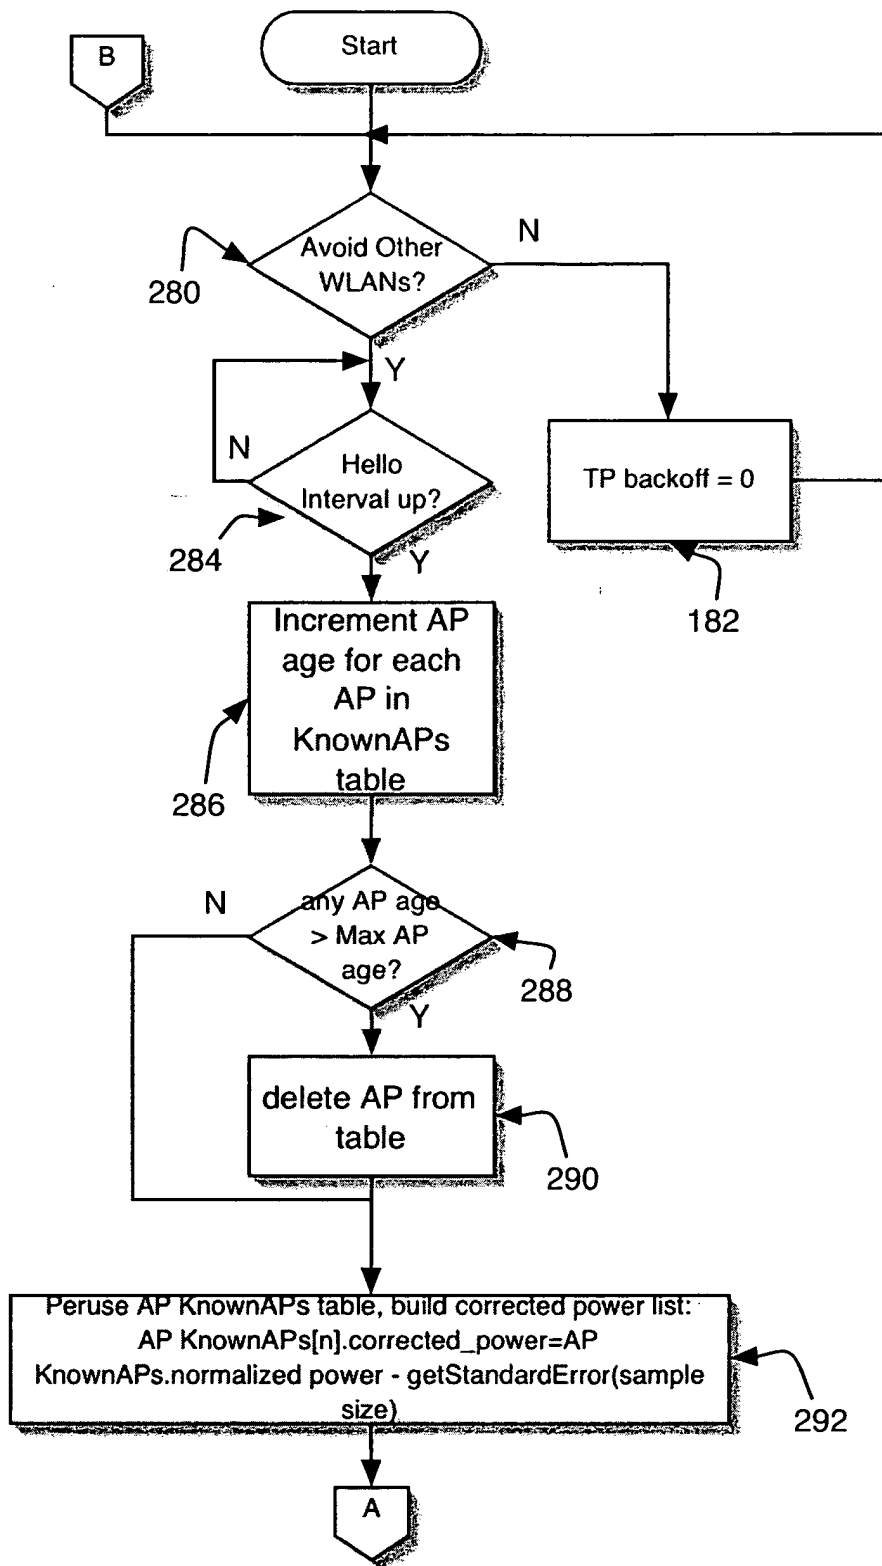 B
Start
Avoid Other
WLANs?
N
280
Y
N
Hello
Interval up?
TP backoff = 0
284
Y
182
Increment AP
age for each
AP in
KnownAPs
table
286
N
any AP age
> Max AP
age?
288
Y
delete AP from
table
290
Peruse AP KnownAPs table, build corrected power list:
AP KnownAPs[n].corrected_power=AP
KnownAPs.normalized power - getStandardError(sample
size)
292
A